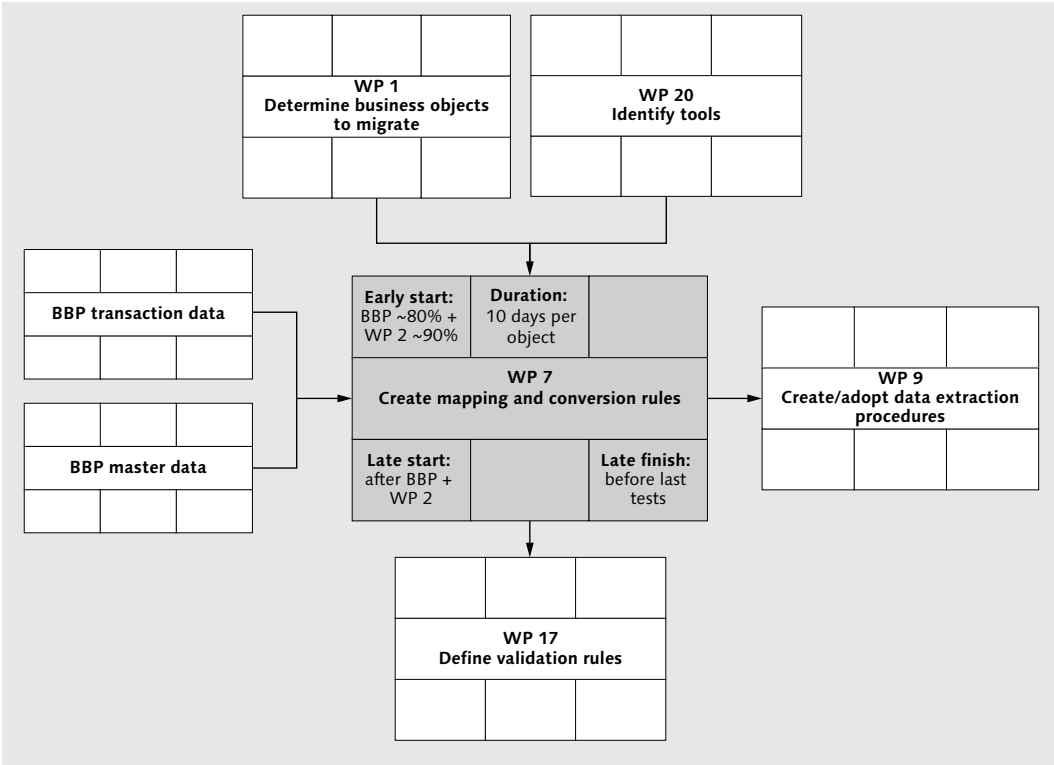 WP 1
Determine business objects
to migrate
WP 20
Identify tools
BBP transaction data
BBP master data
Early start:
BBP ~80% +
WP 2 ~90%
Duration:
10 days per
object
WP 7
Create mapping and conversion rules
Late start:
after BBP +
WP 2
Late finish:
before last
tests
WP 9
Create/adopt data extraction
procedures
WP 17
Define validation rules